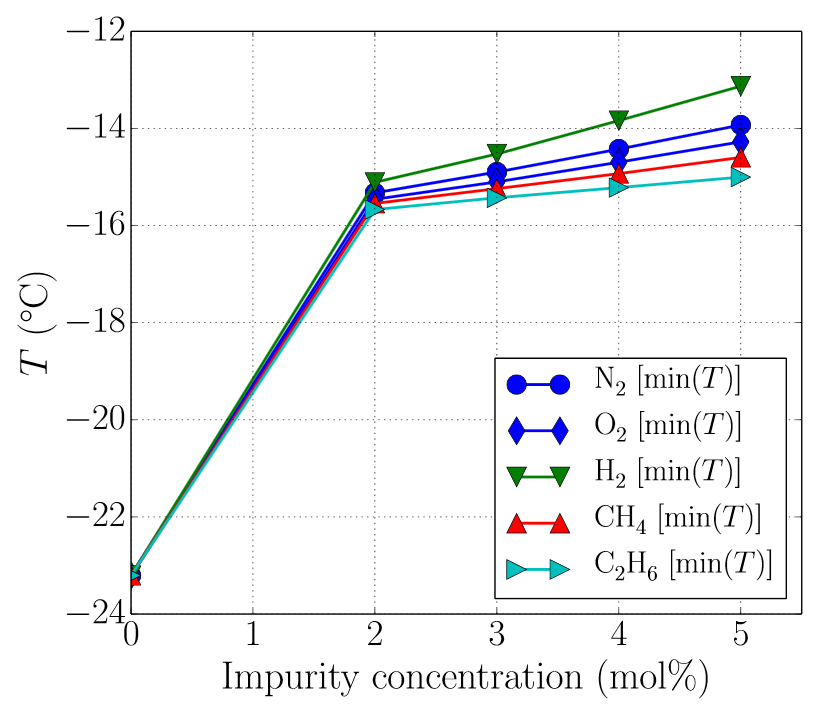 −12
−14
−16
−18
−20
−22
−24
0 1 2 3 4 5
T (°C)
Impurity concentration (mol%)
N₂ [min(T)]
O₂ [min(T)]
H₂ [min(T)]
CH₄ [min(T)]
C₂H₆ [min(T)]